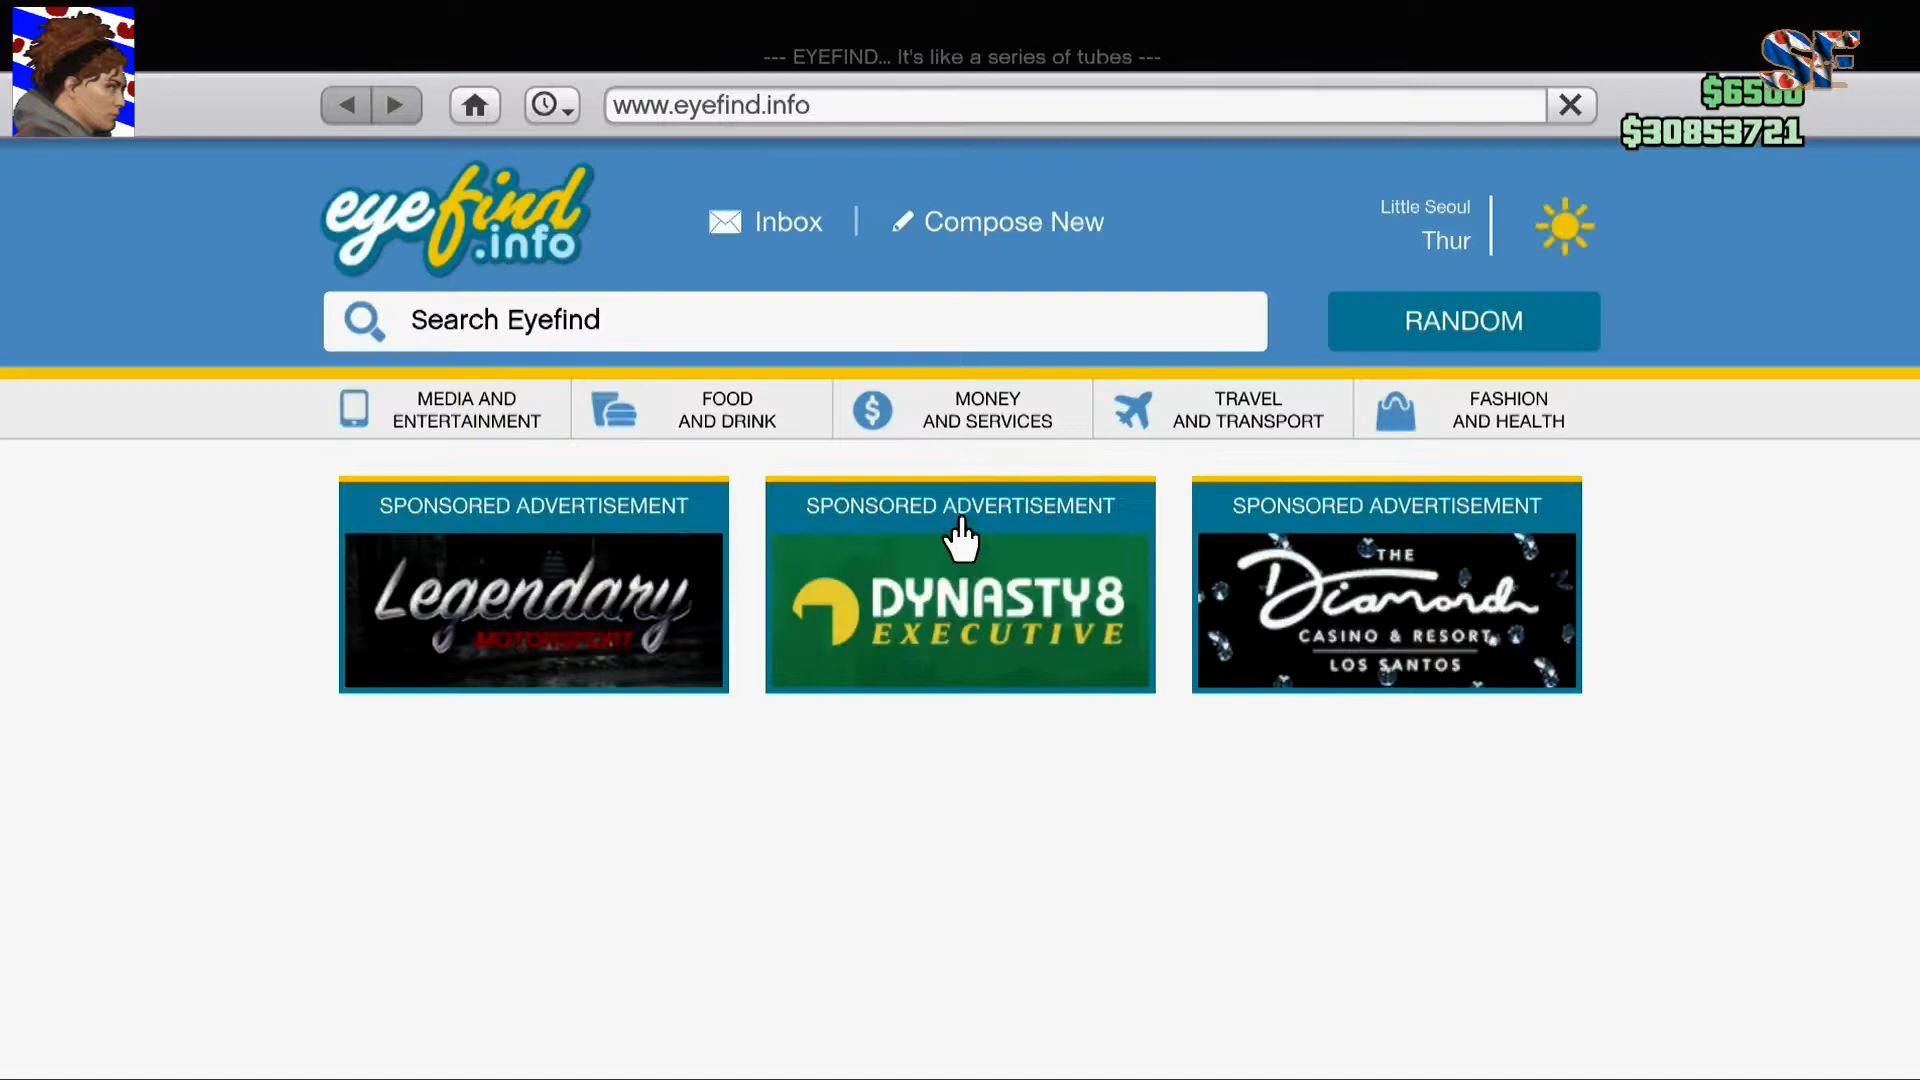 --- EYEFIND... It's like a series of tubes ---
SF
www.eyefind.info
$6500
$30853721
eyefind
.info
Inbox
Compose New
Little Seoul
Thur
Search Eyefind
RANDOM
MEDIA AND
ENTERTAINMENT
FOOD
AND DRINK
MONEY
AND SERVICES
TRAVEL
AND TRANSPORT
FASHION
AND HEALTH
SPONSORED ADVERTISEMENT
Legendary
MOTORSPORT
SPONSORED ADVERTISEMENT
DYNASTY8
EXECUTIVE
SPONSORED ADVERTISEMENT
THE
Diamond
CASINO & RESORT
LOS SANTOS